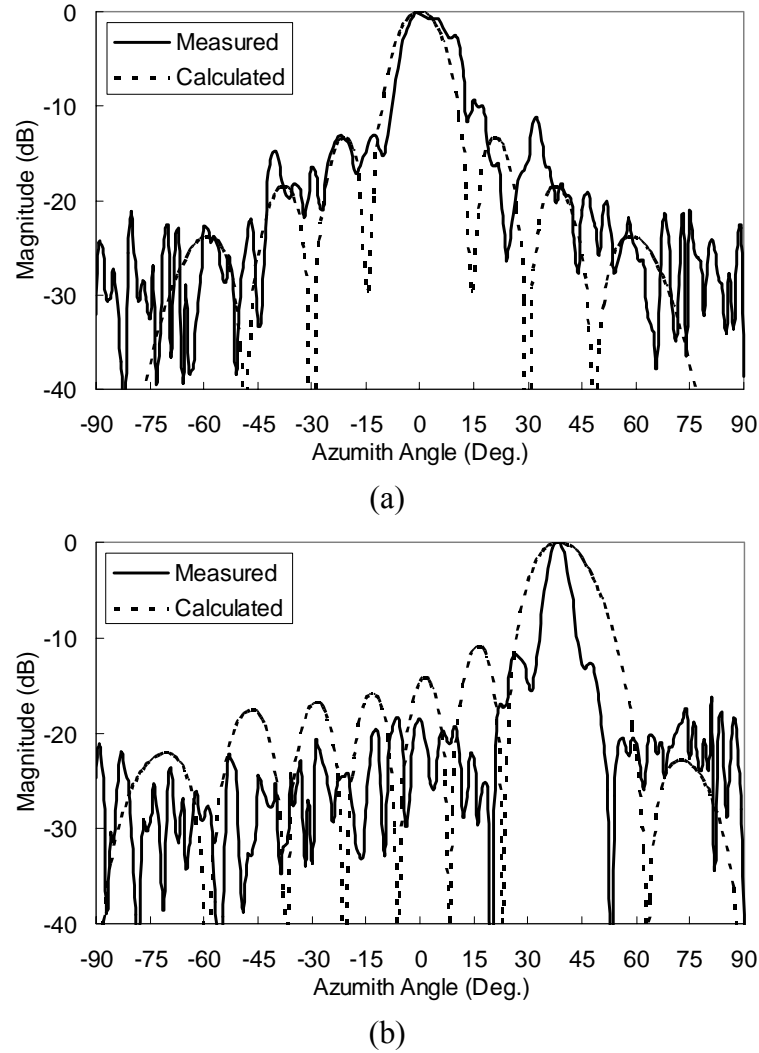 0
-10
-20
-30
-40
Magnitude (dB)
Measured
Calculated
-90 -75 -60 -45 -30 -15 0 15 30 45 60 75 90
Azumith Angle (Deg.)
(a)
0
-10
-20
-30
-40
Magnitude (dB)
Measured
Calculated
-90 -75 -60 -45 -30 -15 0 15 30 45 60 75 90
Azumith Angle (Deg.)
(b)